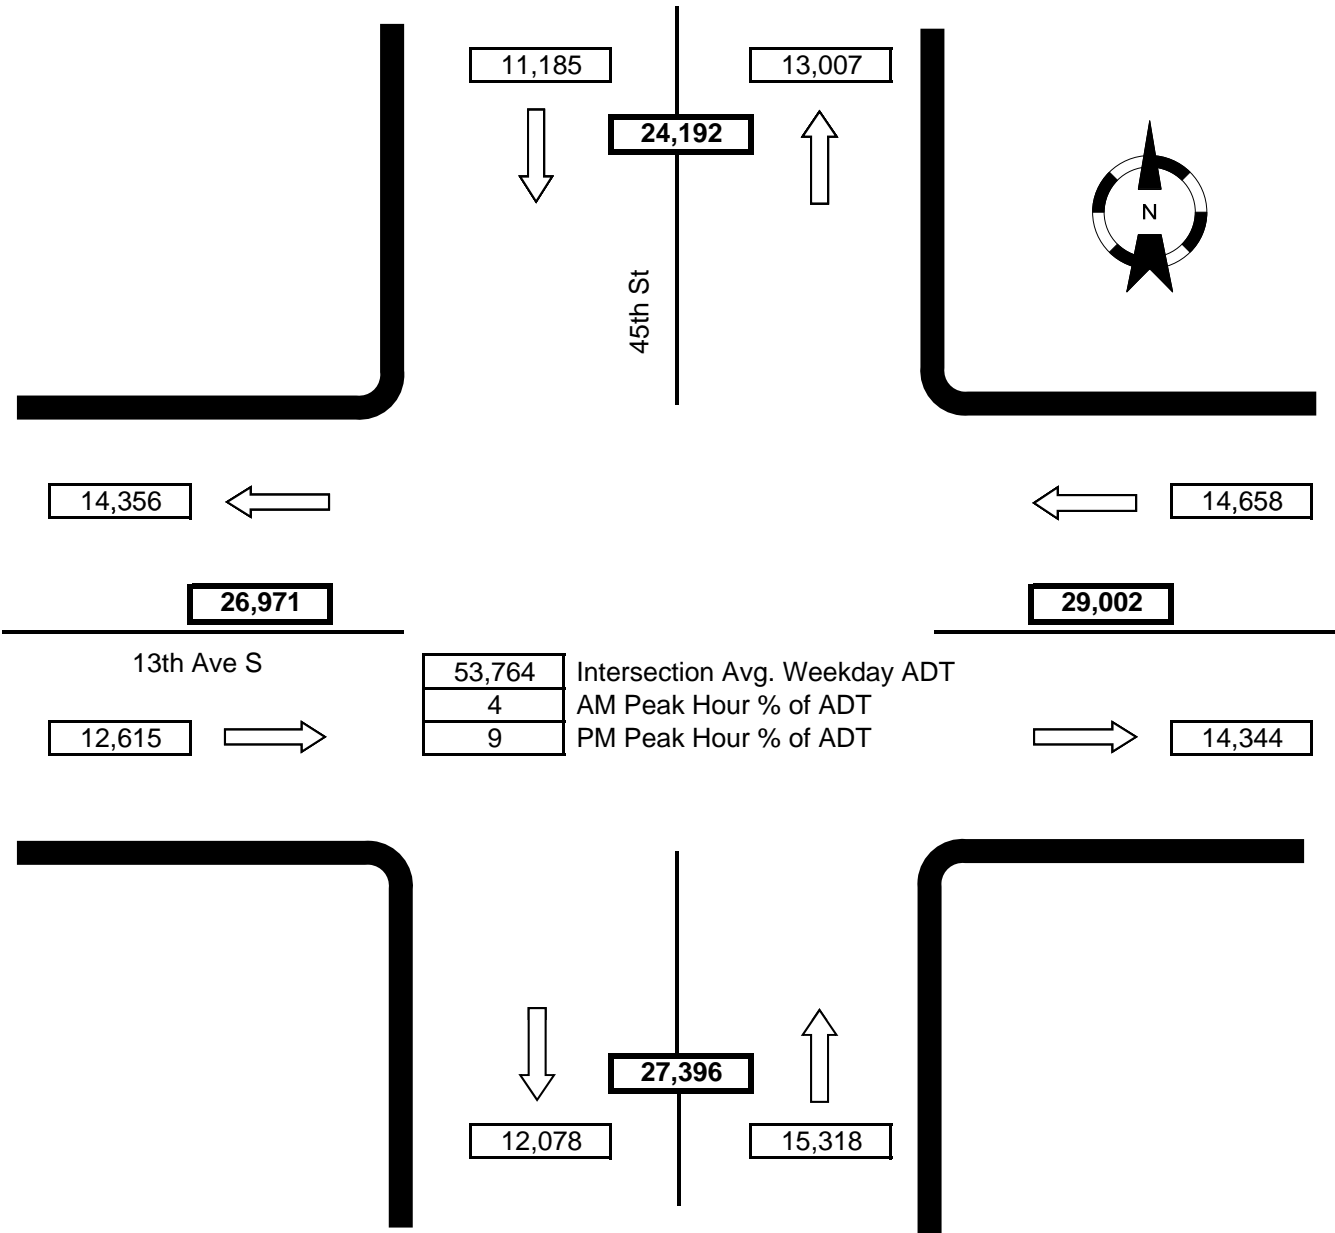 11,185
13,007
24,192
N
45th St
14,356
14,658
26,971
29,002
13th Ave S
53,764 Intersection Avg. Weekday ADT
4 AM Peak Hour % of ADT
9 PM Peak Hour % of ADT
12,615
14,344
27,396
12,078
15,318